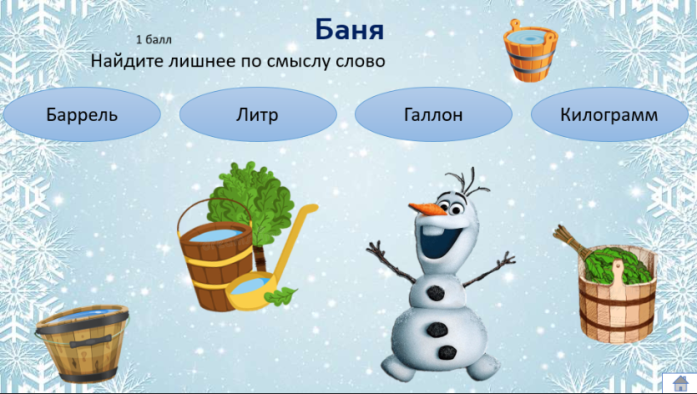 Баня
1 балл
Найдите лишнее по смыслу слово
Баррель Литр Галлон Килограмм